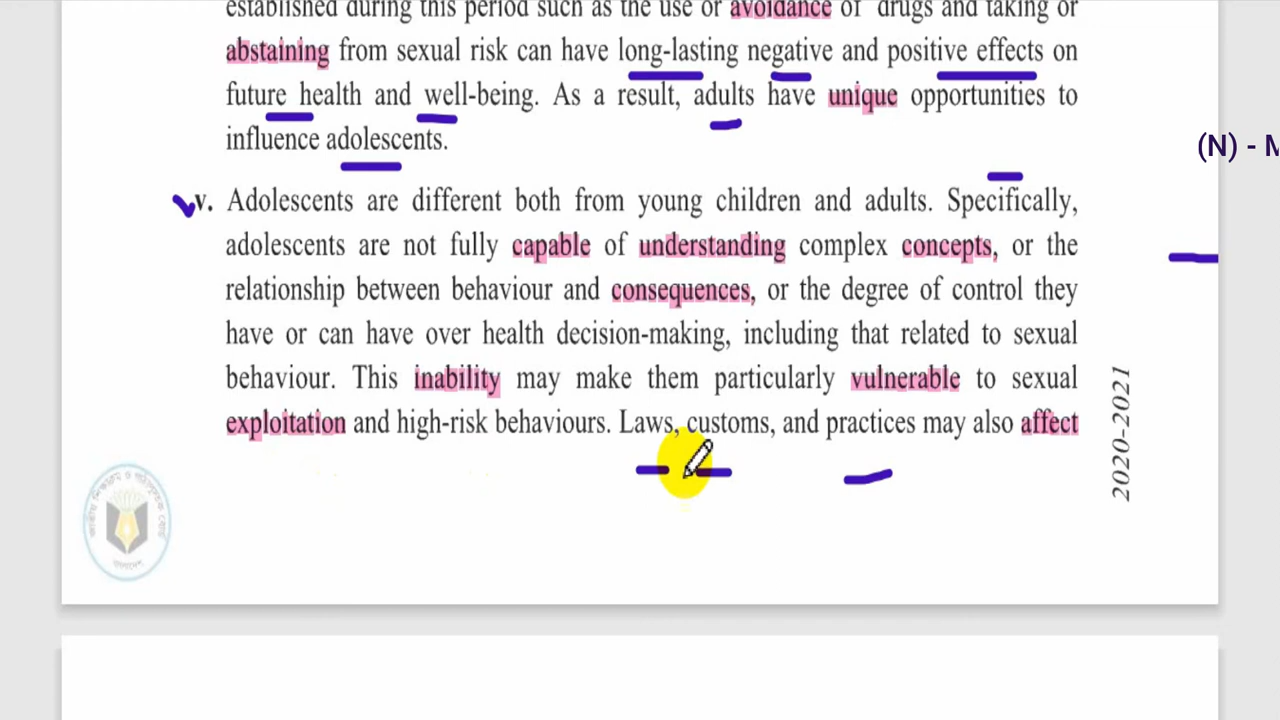 established during this period such as the use or avoidance of drugs and taking or
abstaining from sexual risk can have long-lasting negative and positive effects on
future health and well-being. As a result, adults have unique opportunities to
influence adolescents.
(N) - M
v. Adolescents are different both from young children and adults. Specifically,
adolescents are not fully capable of understanding complex concepts, or the
relationship between behaviour and consequences, or the degree of control they
have or can have over health decision-making, including that related to sexual
behaviour. This inability may make them particularly vulnerable to sexual
exploitation and high-risk behaviours. Laws, customs, and practices may also affect
2020-2021